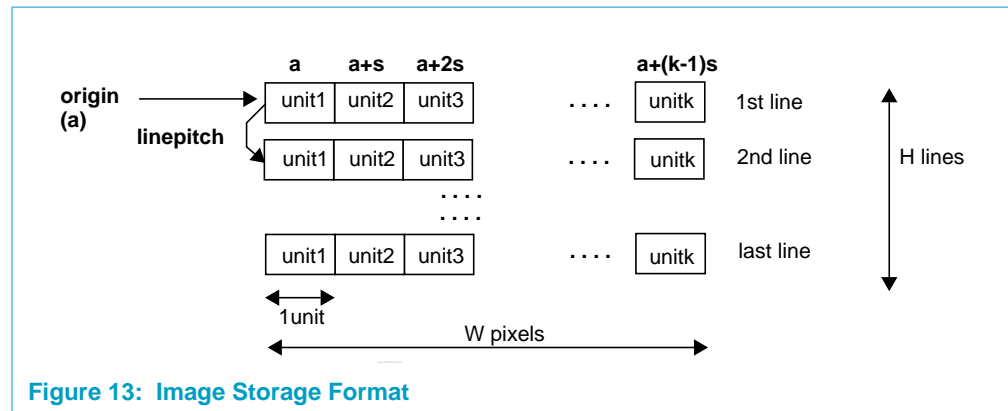 a a+s a+2s a+(k-1)s
origin (a)
unit1 unit2 unit3 .... unitk 1st line
linepitch
unit1 unit2 unit3 .... unitk 2nd line
H lines
....
....
unit1 unit2 unit3 .... unitk last line
1unit
W pixels
Figure 13: Image Storage Format